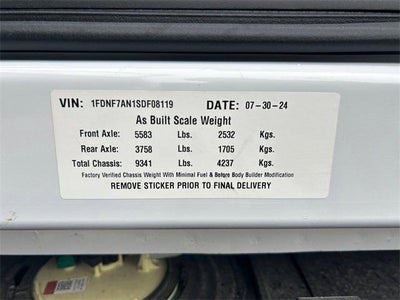 VIN: 1FDNF7AN1SDF08119 DATE: 07-30-24
As Built Scale Weight
Front Axle: 5583 Lbs. 2532 Kgs.
Rear Axle: 3758 Lbs. 1705 Kgs.
Total Chassis: 9341 Lbs. 4237 Kgs.
Factory Verified Chassis Weight With Minimal Fuel & Before Body Builder Modification
REMOVE STICKER PRIOR TO FINAL DELIVERY